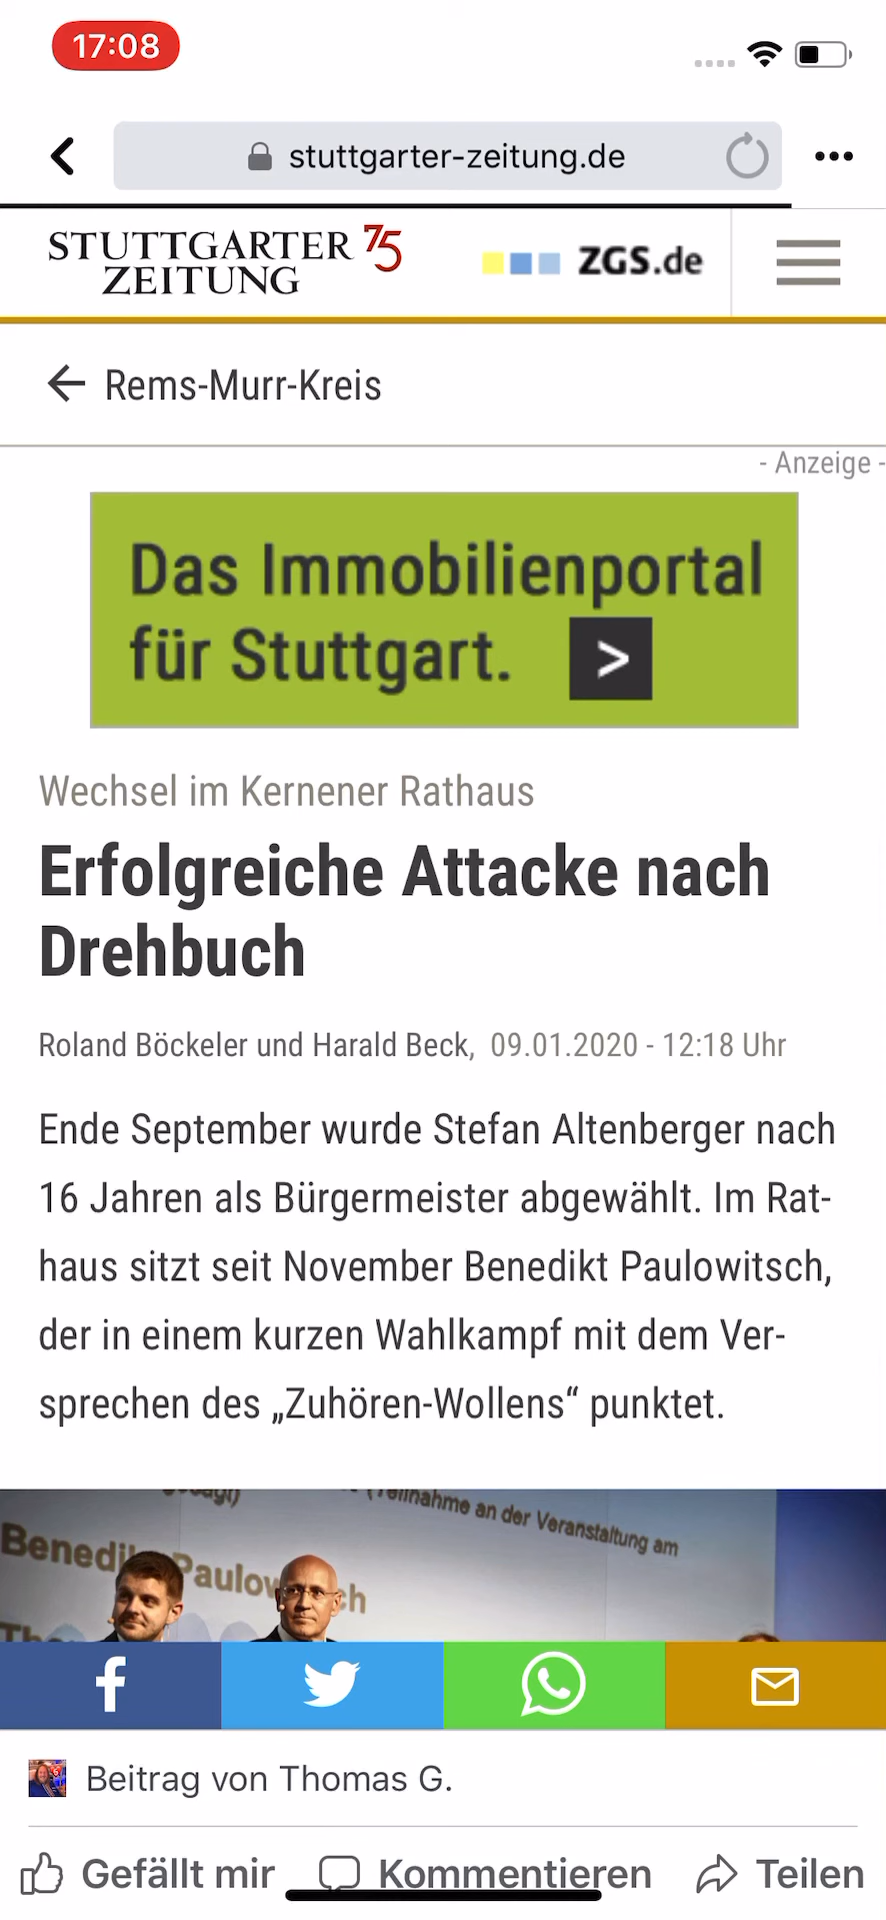 17:08
stuttgarter-zeitung.de
STUTTGARTER 75
ZEITUNG
ZGS.de
Rems-Murr-Kreis
- Anzeige -
Das Immobilienportal
für Stuttgart. >
Wechsel im Kernener Rathaus
Erfolgreiche Attacke nach
Drehbuch
Roland Böckeler und Harald Beck, 09.01.2020 - 12:18 Uhr
Ende September wurde Stefan Altenberger nach
16 Jahren als Bürgermeister abgewählt. Im Rat-
haus sitzt seit November Benedikt Paulowitsch,
der in einem kurzen Wahlkampf mit dem Ver-
sprechen des „Zuhören-Wollens“ punktet.
(Teilnahme an der Veranstaltung am
Beitrag von Thomas G.
Gefällt mir
Kommentieren
Teilen